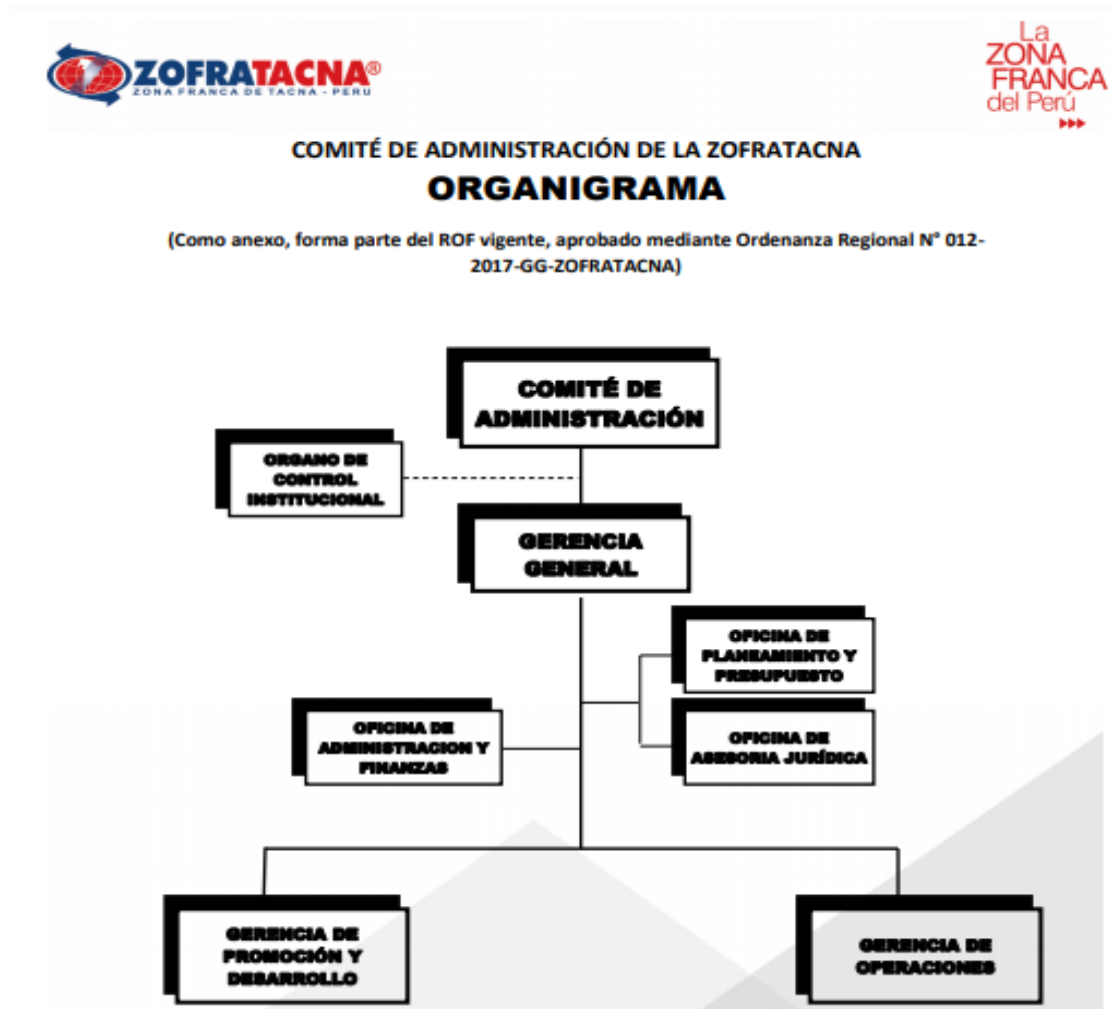 ZOFRATACNA®
ZONA FRANCA DE TACNA - PERU
La
ZONA
FRANCA
del Perú
COMITÉ DE ADMINISTRACIÓN DE LA ZOFRATACNA
ORGANIGRAMA
(Como anexo, forma parte del ROF vigente, aprobado mediante Ordenanza Regional N° 012-
2017-GG-ZOFRATACNA)
COMITÉ DE
ADMINISTRACIÓN
ORGANO DE
CONTROL
INSTITUCIONAL
GERENCIA
GENERAL
OFICINA DE
PLANEAMIENTO Y
PRESUPUESTO
OFICINA DE
ADMINISTRACION Y
FINANZAS
OFICINA DE
ASESORIA JURÍDICA
GERENCIA DE
PROMOCIÓN Y
DESARROLLO
GERENCIA DE
OPERACIONES